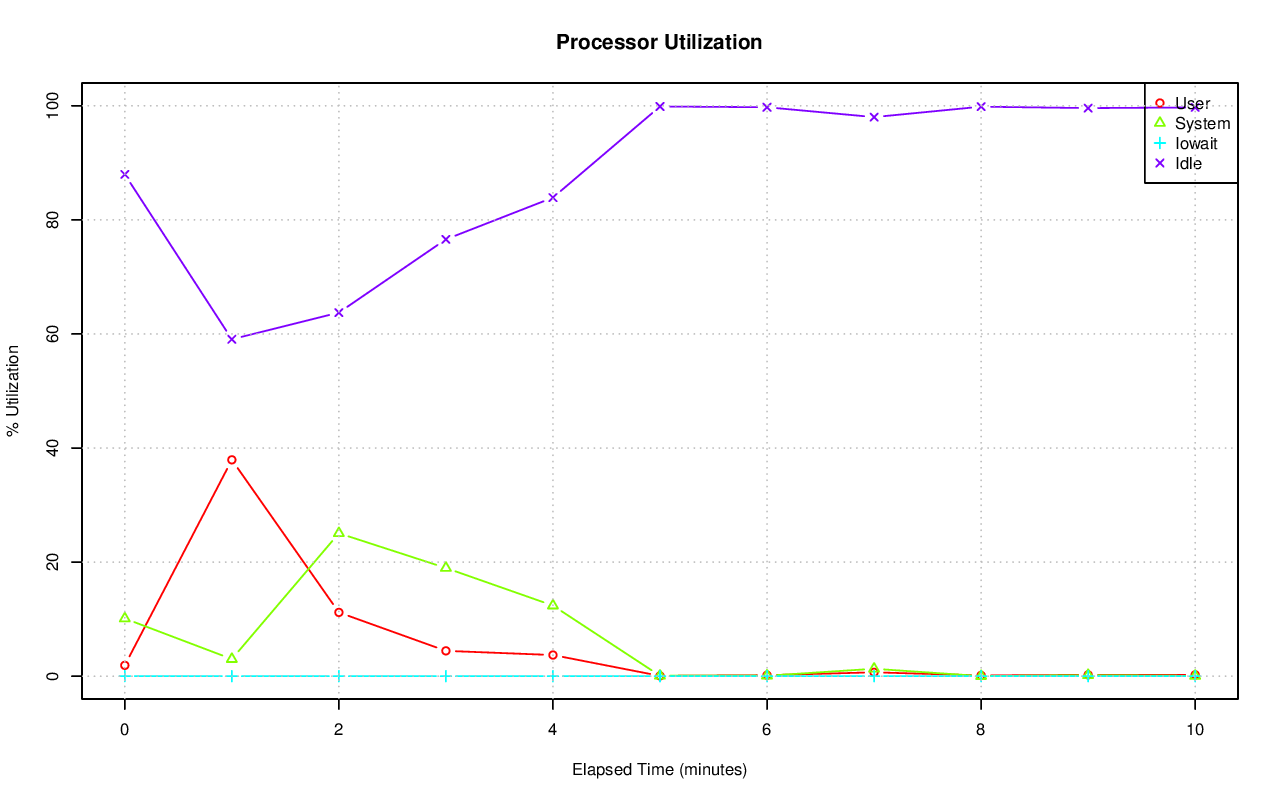 Processor Utilization
% Utilization
100
80
60
40
20
0
User
System
Iowait
Idle
0 2 4 6 8 10
Elapsed Time (minutes)